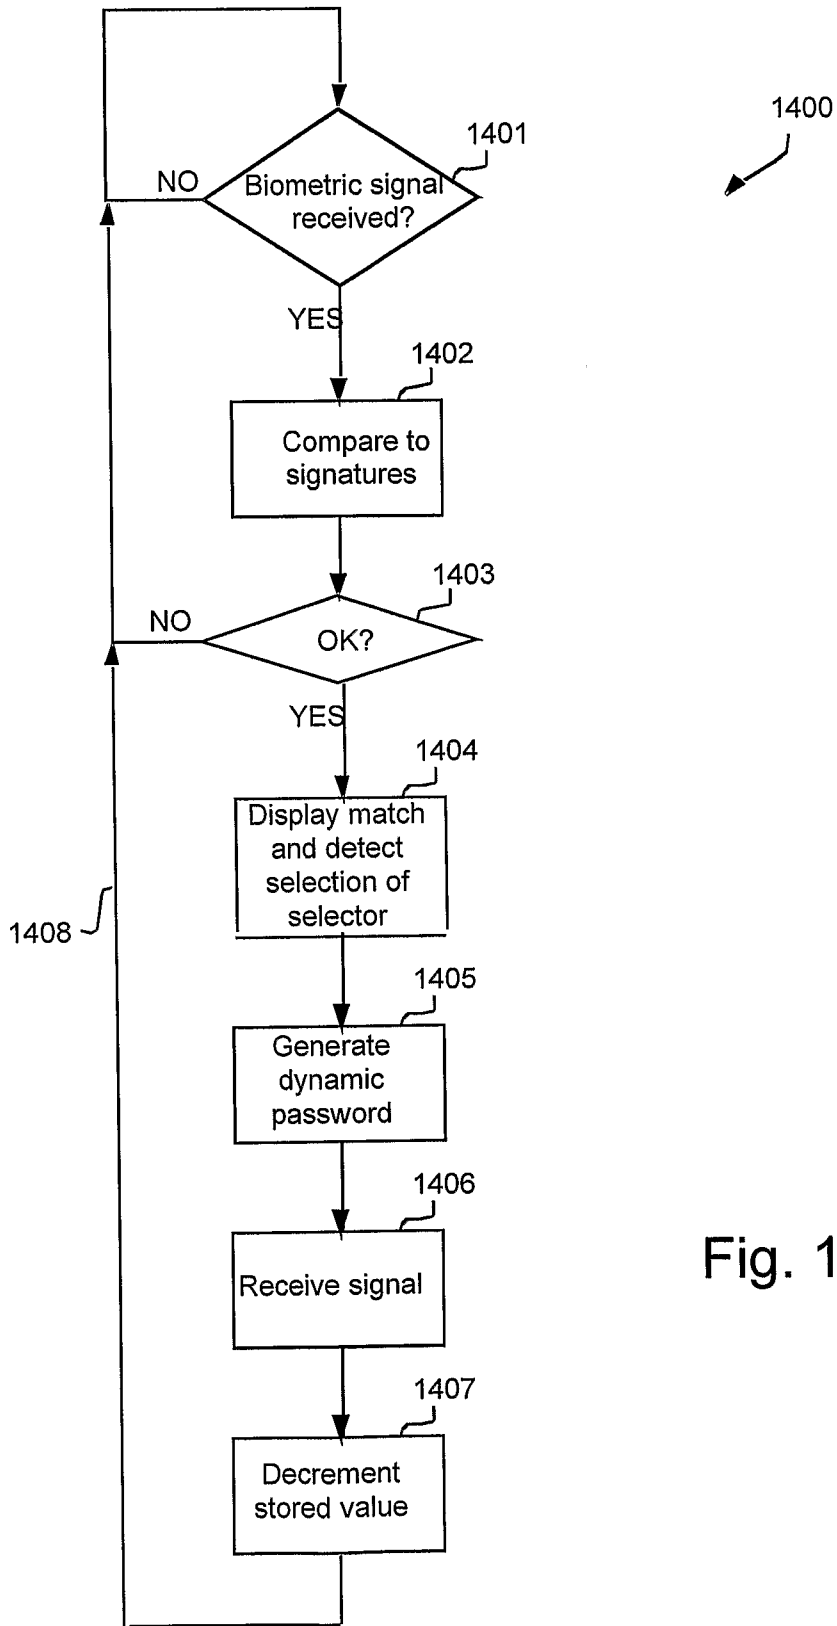 1400
1401
NO
Biometric signal
received?
YES
1402
Compare to
signatures
1403
NO
OK?
YES
1404
Display match
and detect
selection of
selector
1408
1405
Generate
dynamic
password
1406
Receive signal
Fig. 1
1407
Decrement
stored value